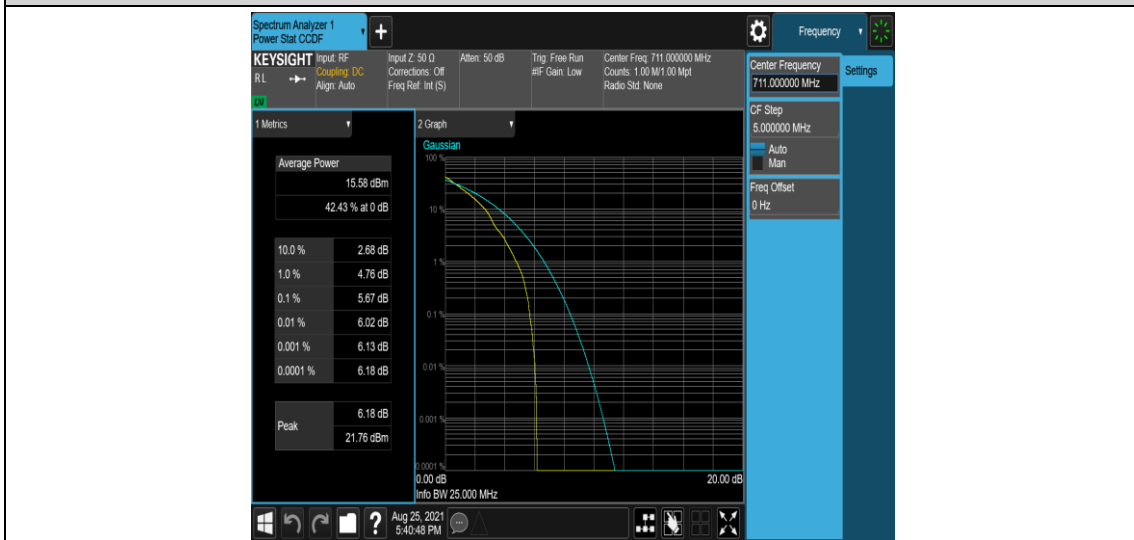 Spectrum Analyzer 1
Power Stat CCDF
+
Frequency
KEYSIGHT
RL
Input: RF
Coupling: DC
Align: Auto
Input Z: 50 Ω
Corrections: Off
Freq Ref: Int (S)
Atten: 50 dB
Trig: Free Run
#IF Gain: Low
Center Freq: 711.000000 MHz
Counts: 1.00 M/1.00 Mpt
Radio Std: None
Center Frequency
711.000000 MHz
Settings
CF Step
5.000000 MHz
Auto
Man
Freq Offset
0 Hz
1 Metrics
Average Power
15.58 dBm
42.43 % at 0 dB
10.0 % 2.68 dB
1.0 % 4.76 dB
0.1 % 5.67 dB
0.01 % 6.02 dB
0.001 % 6.13 dB
0.0001 % 6.18 dB
Peak
6.18 dB
21.76 dBm
2 Graph
Gaussian
100 %
10 %
1 %
0.1 %
0.01 %
0.001 %
0.0001 %
0.00 dB
20.00 dB
Info BW 25.000 MHz
?
Aug 25, 2021
5:40:48 PM